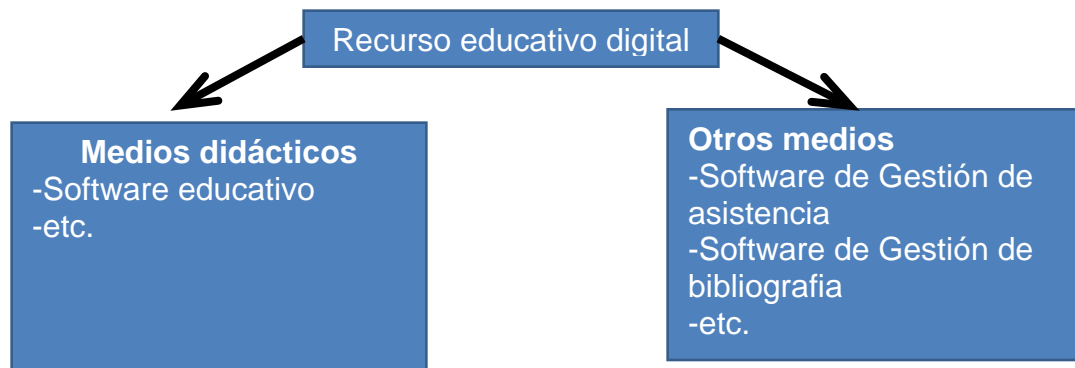 Recurso educativo digital
Medios didácticos
-Software educativo
-etc.
Otros medios
-Software de Gestión de
asistencia
-Software de Gestión de
bibliografia
-etc.